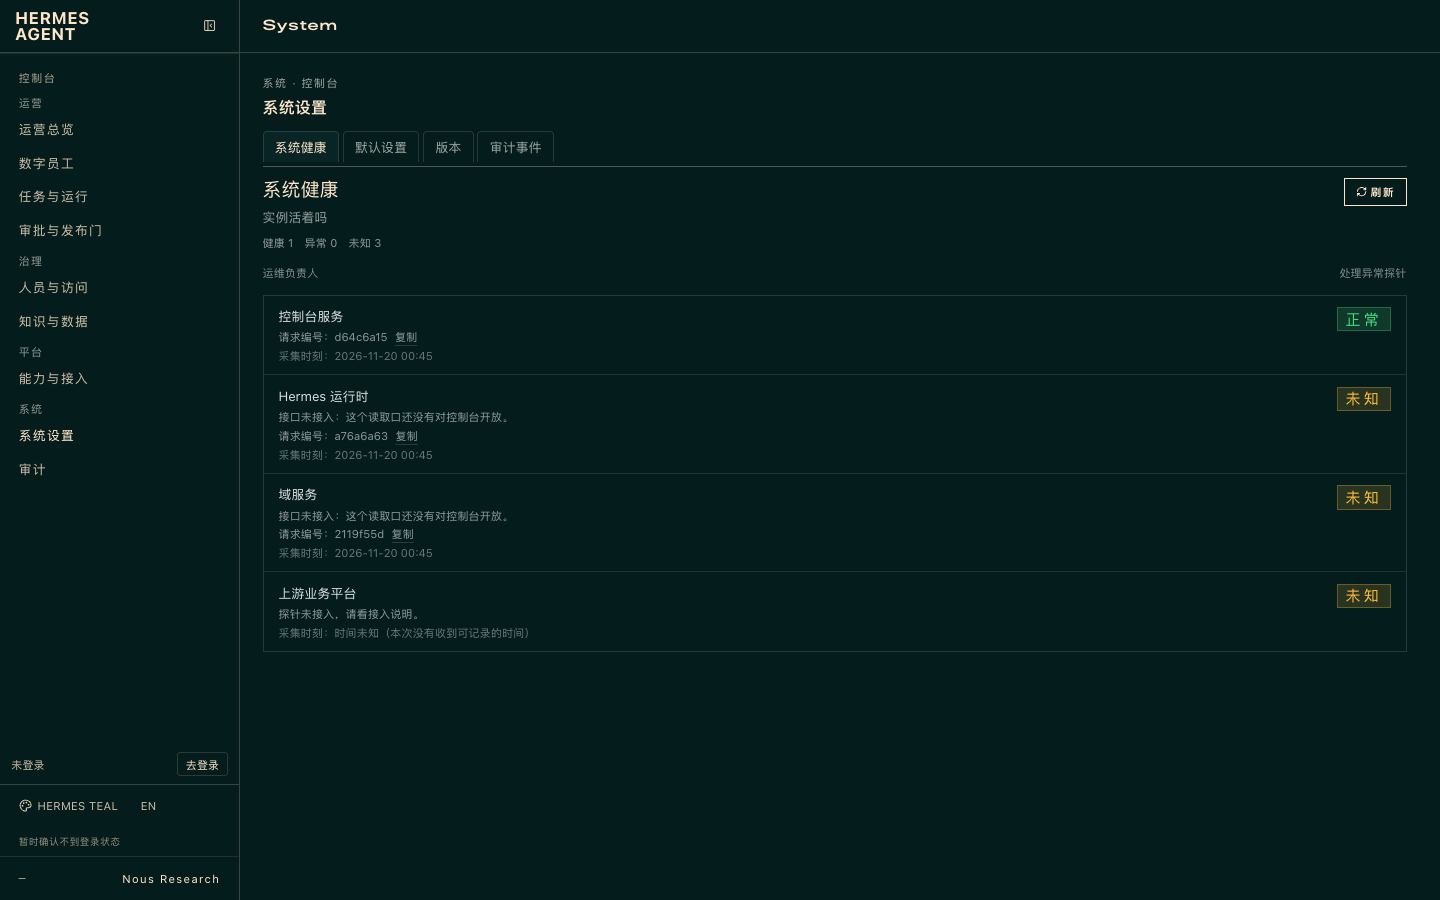 HERMES
AGENT
System
控制台
运营
运营总览
数字员工
任务与运行
审批与发布门
治理
人员与访问
知识与数据
平台
能力与接入
系统
系统设置
审计
未登录
去登录
HERMES TEAL
EN
暂时确认不到登录状态
—
Nous Research
系统 · 控制台
系统设置
系统健康
默认设置
版本
审计事件
系统健康
刷新
实例活着吗
健康 1 异常 0 未知 3
运维负责人
处理异常探针
控制台服务
正常
请求编号：d64c6a15 复制
采集时刻：2026-11-20 00:45
Hermes 运行时
未知
接口未接入：这个读取口还没有对控制台开放。
请求编号：a76a6a63 复制
采集时刻：2026-11-20 00:45
域服务
未知
接口未接入：这个读取口还没有对控制台开放。
请求编号：2119f55d 复制
采集时刻：2026-11-20 00:45
上游业务平台
未知
探针未接入，请看接入说明。
采集时刻：时间未知（本次没有收到可记录的时间）